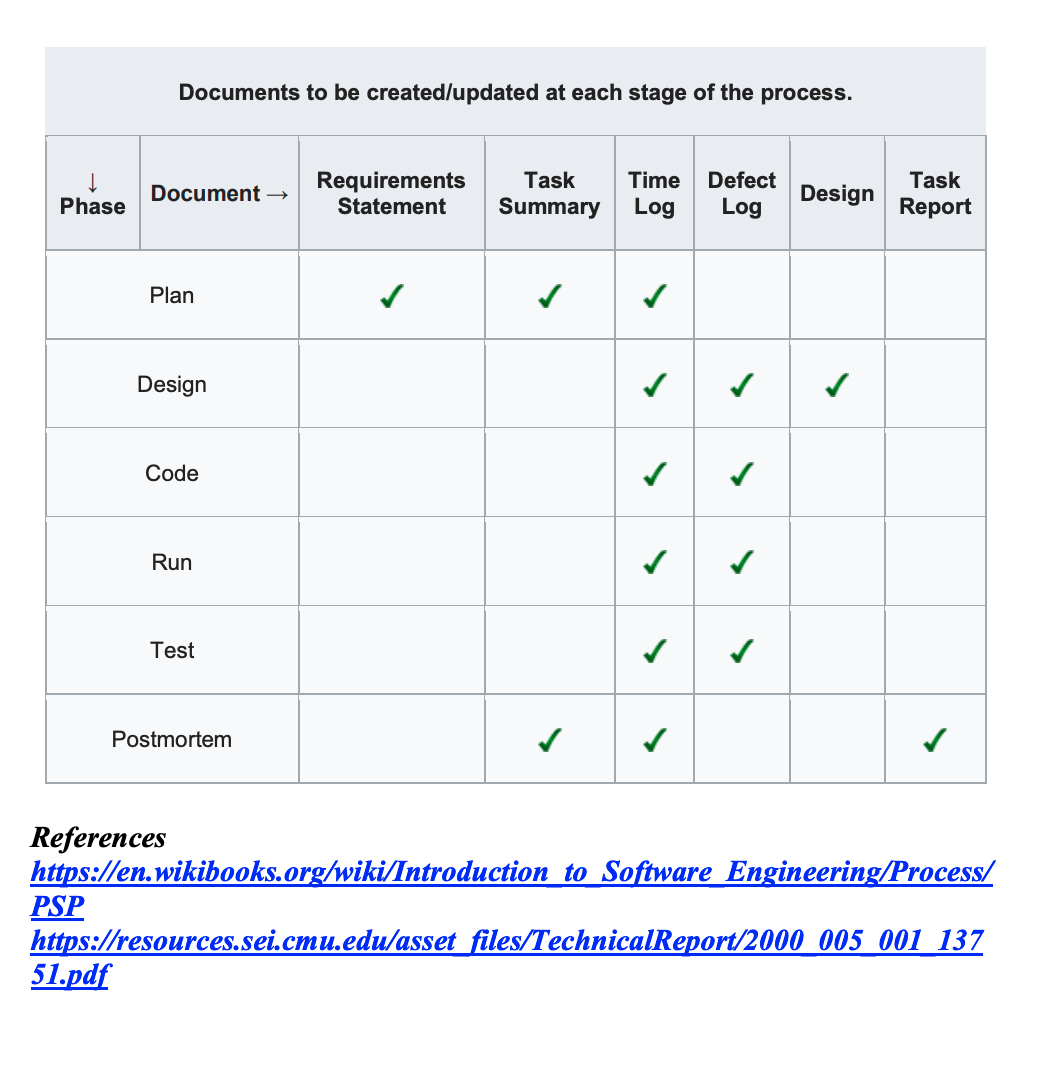 Documents to be created/updated at each stage of the process.
↓
Phase
Document →
Requirements
Statement
Task
Summary
Time
Log
Defect
Log
Design
Task
Report
Plan ✓ ✓ ✓
Design ✓ ✓ ✓
Code ✓ ✓
Run ✓ ✓
Test ✓ ✓
Postmortem ✓ ✓ ✓
References
https://en.wikibooks.org/wiki/Introduction_to_Software_Engineering/Process/
PSP
https://resources.sei.cmu.edu/asset_files/TechnicalReport/2000_005_001_137
51.pdf